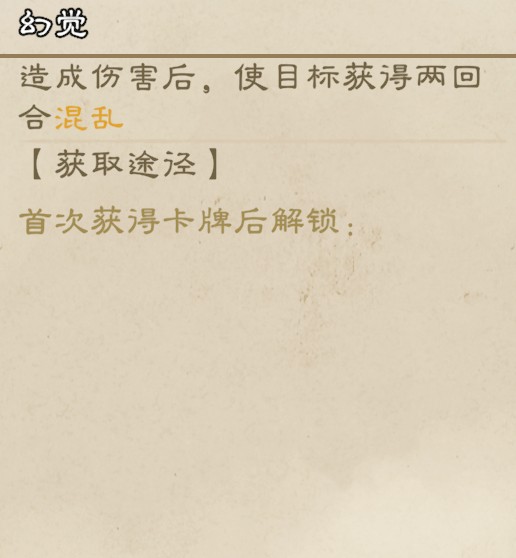 幻觉
造成伤害后，使目标获得两回
合混乱
【获取途径】
首次获得卡牌后解锁：